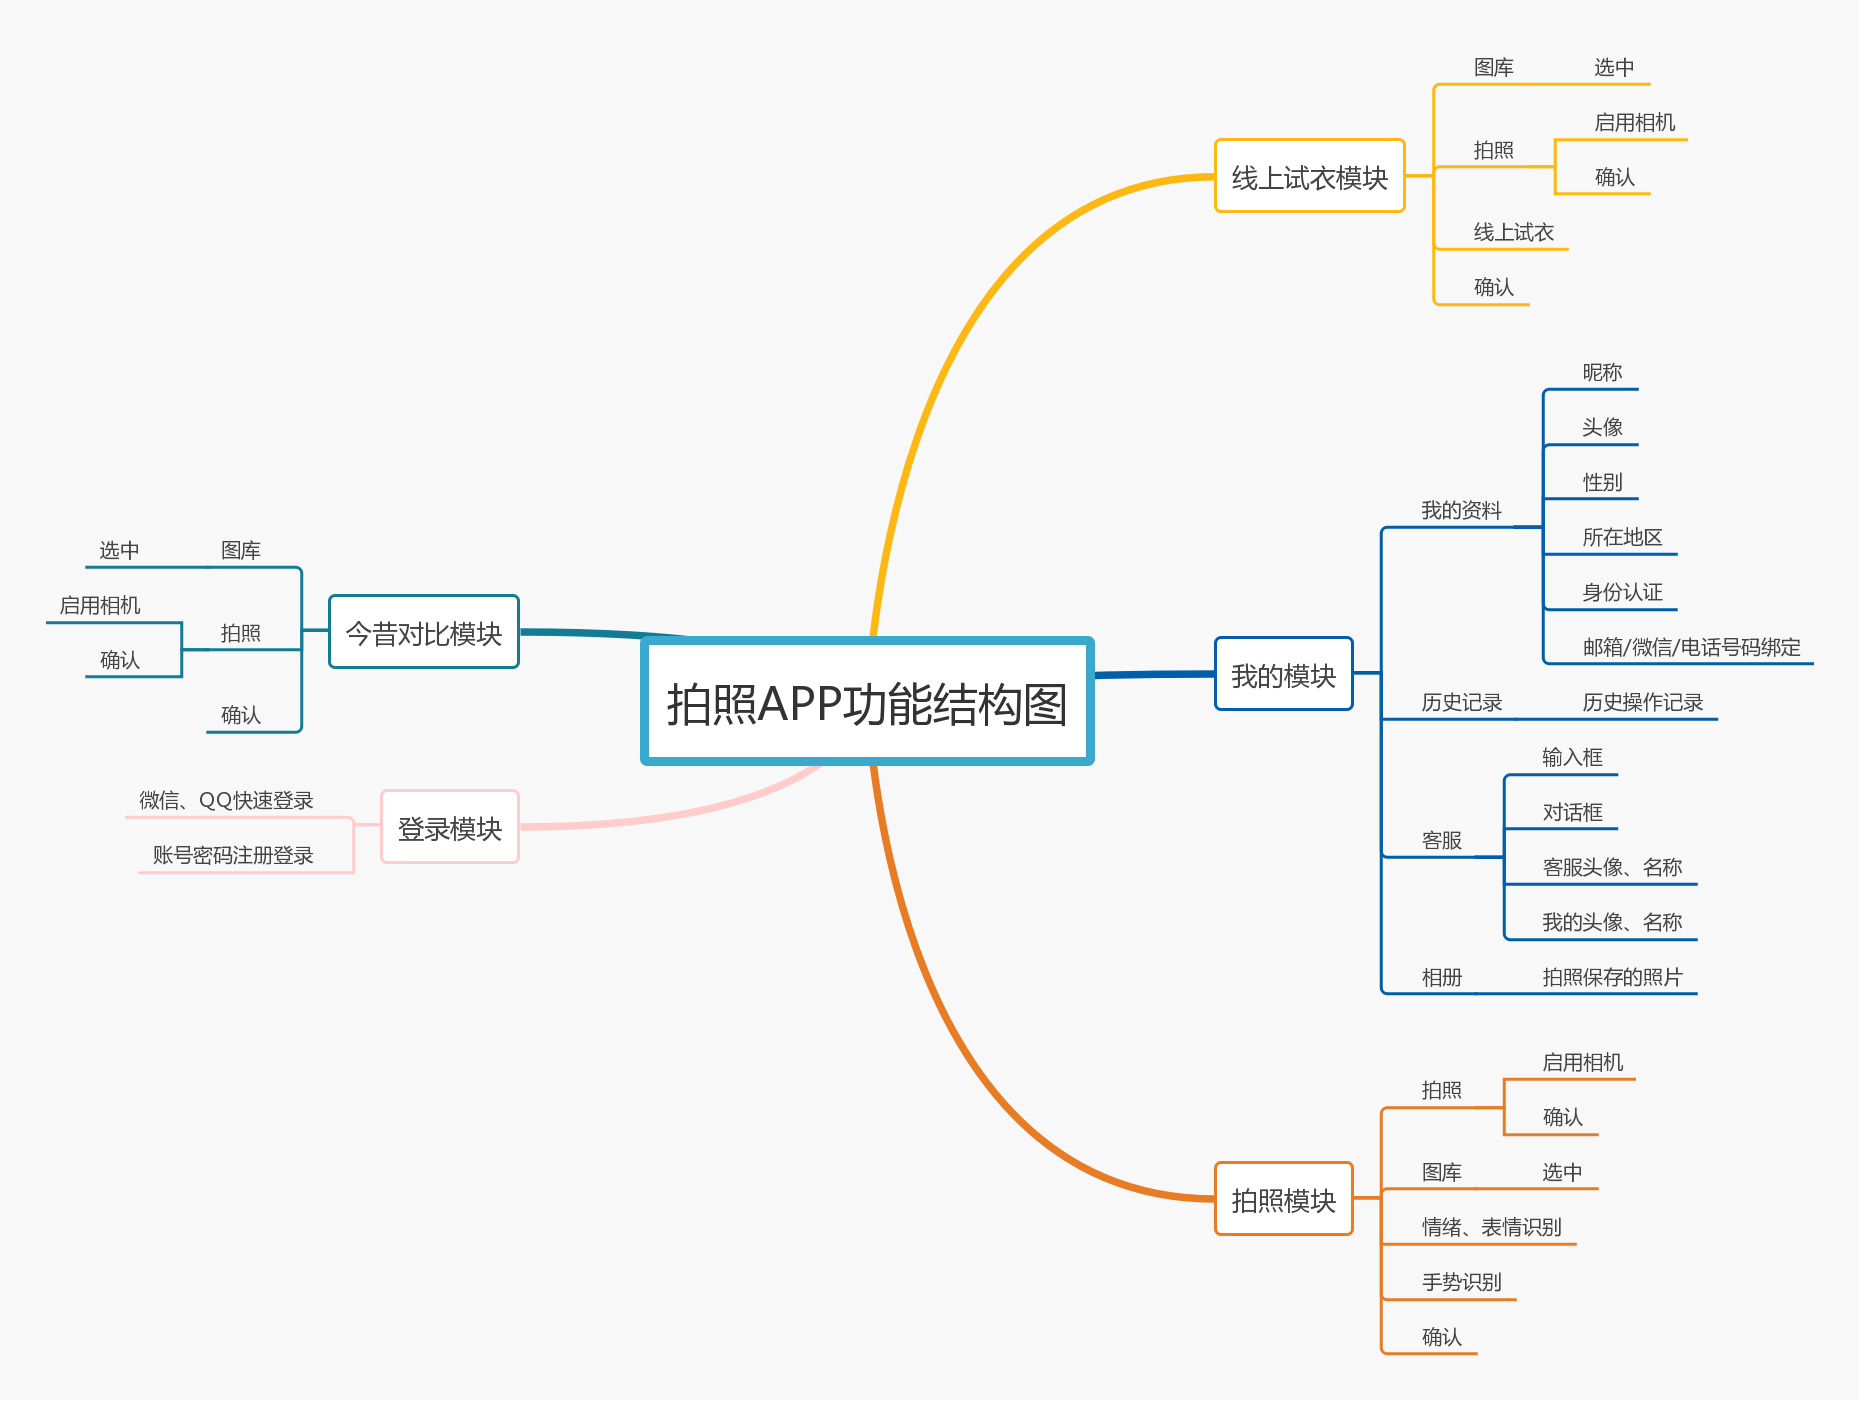 拍照APP功能结构图
线上试衣模块
图库
选中
拍照
启用相机
确认
线上试衣
确认
我的模块
我的资料
昵称
头像
性别
所在地区
身份认证
邮箱/微信/电话号码绑定
历史记录
历史操作记录
客服
输入框
对话框
客服头像、名称
我的头像、名称
相册
拍照保存的照片
拍照模块
拍照
启用相机
确认
图库
选中
情绪、表情识别
手势识别
确认
今昔对比模块
图库
选中
拍照
启用相机
确认
确认
登录模块
微信、QQ快速登录
账号密码注册登录